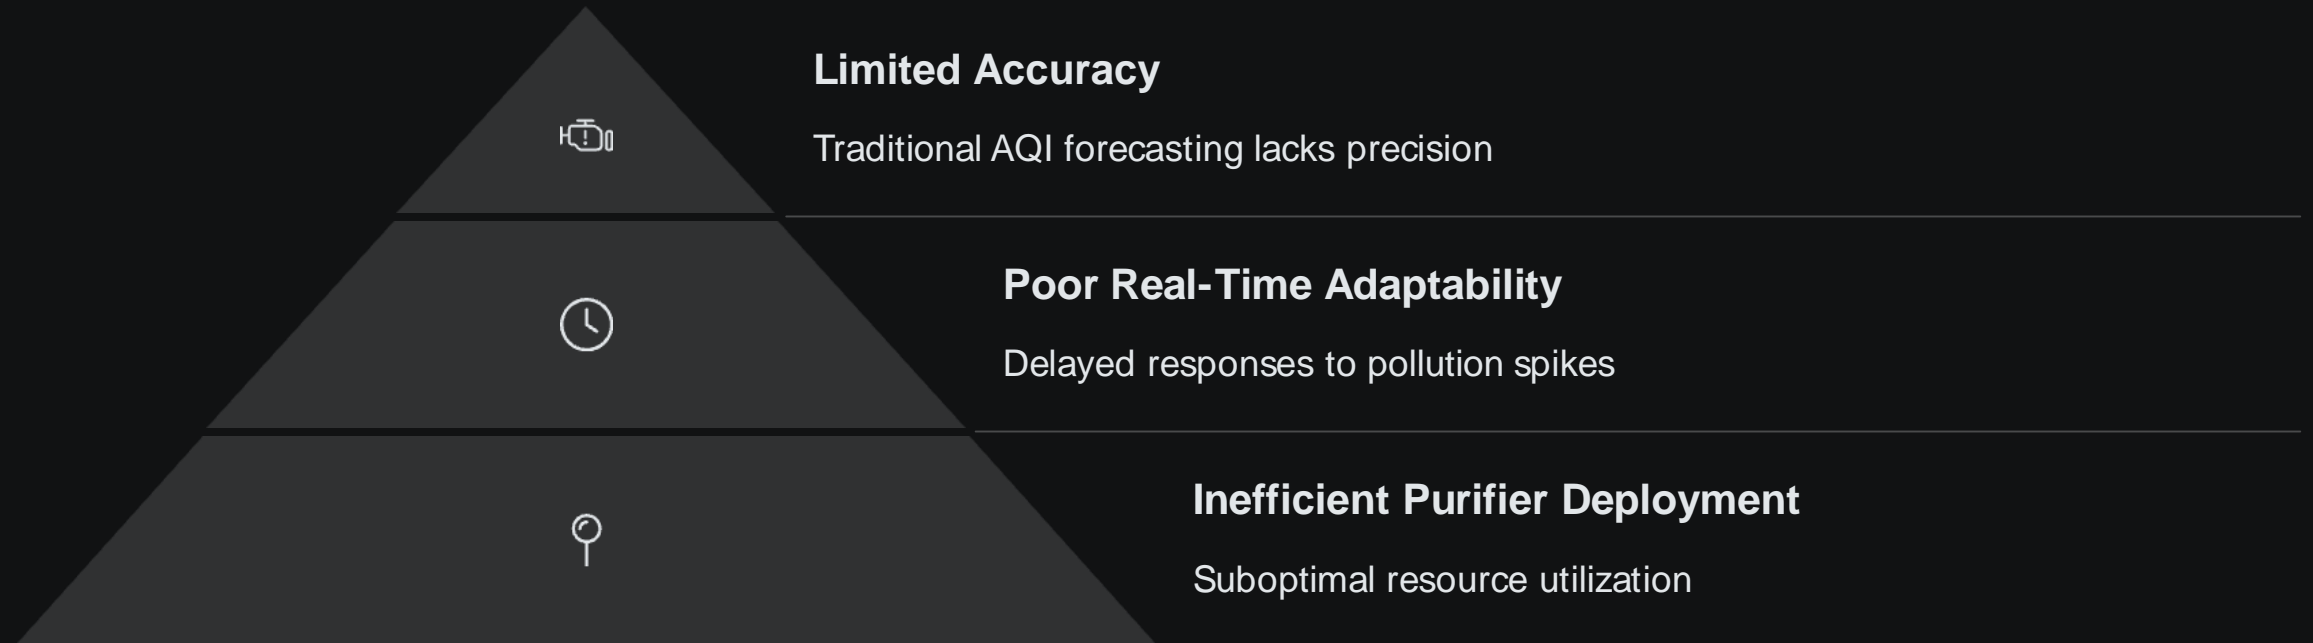 Limited Accuracy
Traditional AQI forecasting lacks precision
Poor Real-Time Adaptability
Delayed responses to pollution spikes
Inefficient Purifier Deployment
Suboptimal resource utilization